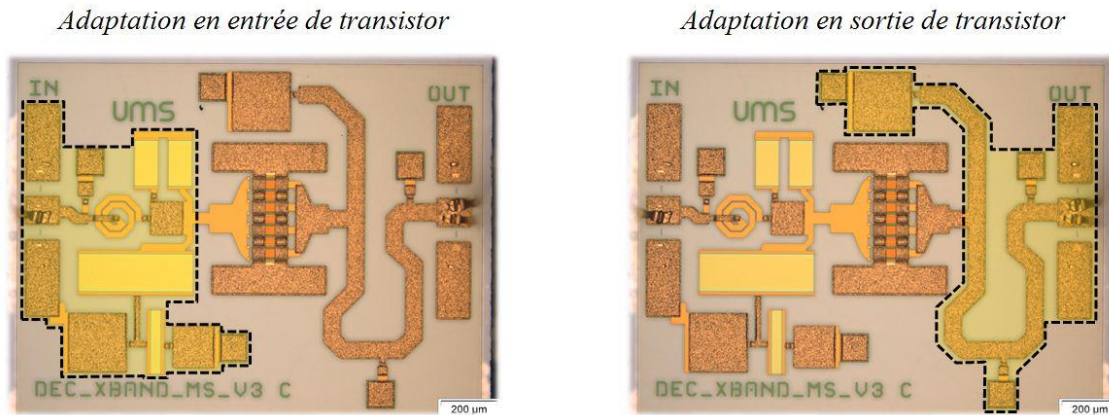 Adaptation en entrée de transistor
Adaptation en sortie de transistor
IN
UMS
OUT
DEC_XBAND_MS_V3 C
200 µm
IN
UMS
OUT
DEC_XBAND_MS_V3 C
200 µm